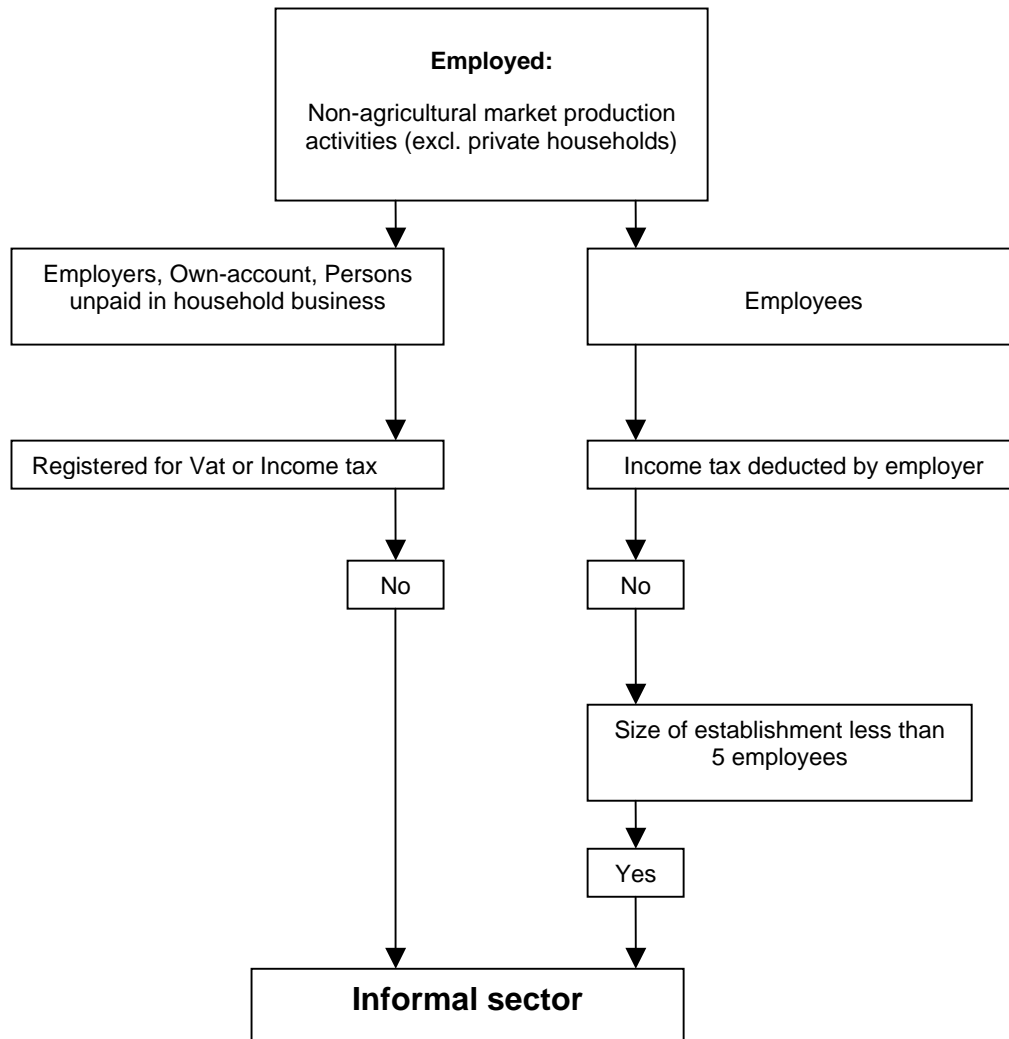 Employed:
Non-agricultural market production
activities (excl. private households)
Employers, Own-account, Persons
unpaid in household business
Employees
Registered for Vat or Income tax
Income tax deducted by employer
No
No
Size of establishment less than
5 employees
Yes
Informal sector